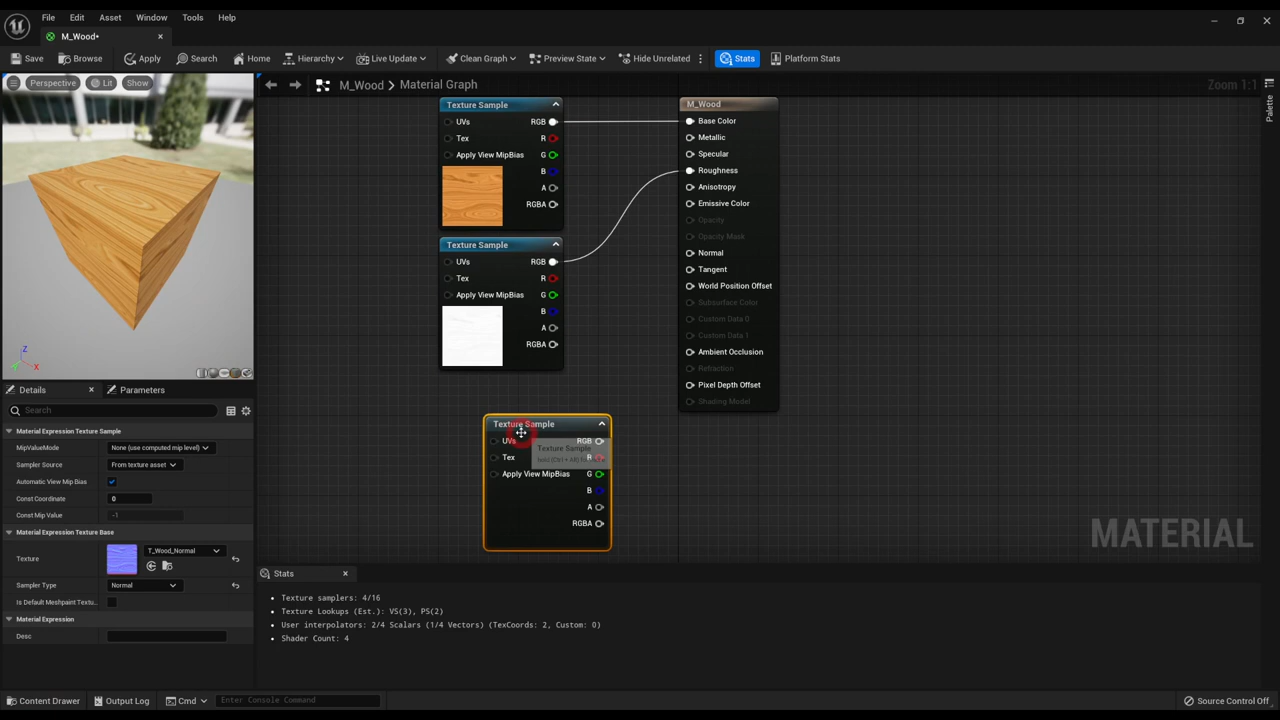 File Edit Asset Window Tools Help
M_Wood*
Save Browse Apply Search Home Hierarchy Live Update Clean Graph Preview State Hide Unrelated Stats Platform Stats
Perspective Lit Show
M_Wood Material Graph
Zoom 1:1
Palette
Texture Sample
UVs RGB
Tex R
Apply View MipBias G
B
A
RGBA
Texture Sample
UVs RGB
Tex R
Apply View MipBias G
B
A
RGBA
M_Wood
Base Color
Metallic
Specular
Roughness
Anisotropy
Emissive Color
Opacity
Opacity Mask
Normal
Tangent
World Position Offset
Subsurface Color
Custom Data 0
Custom Data 1
Ambient Occlusion
Refraction
Pixel Depth Offset
Shading Model
Texture Sample
UVs RGB
Tex R
Apply View MipBias G
B
A
RGBA
Texture Sample
MATERIAL
Z
X
Details Parameters
Search
Material Expression Texture Sample
MipValueMode None (use computed mip level)
Sampler Source From texture asset
Automatic View Mip Bias
Const Coordinate 0
Const Mip Value -1
Material Expression Texture Base
Texture T_Wood_Normal
Sampler Type Normal
Is Default Meshpaint Textu...
Material Expression
Desc
Stats
Texture samplers: 4/16
Texture Lookups (Est.): VS(3), PS(2)
User interpolators: 2/4 Scalars (1/4 Vectors) (TexCoords: 2, Custom: 0)
Shader Count: 4
Content Drawer Output Log Cmd Enter Console Command Source Control Off